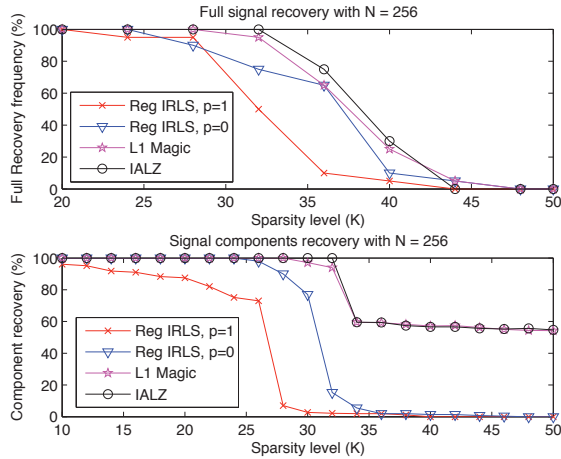 Full signal recovery with N = 256
Full Recovery frequency (%)
100
80
60
40
20
0
Reg IRLS, p=1
Reg IRLS, p=0
L1 Magic
IALZ
20 25 30 35 40 45 50
Sparsity level (K)
Signal components recovery with N = 256
Component recovery (%)
100
80
60
40
20
0
Reg IRLS, p=1
Reg IRLS, p=0
L1 Magic
IALZ
10 15 20 25 30 35 40 45 50
Sparsity level (K)